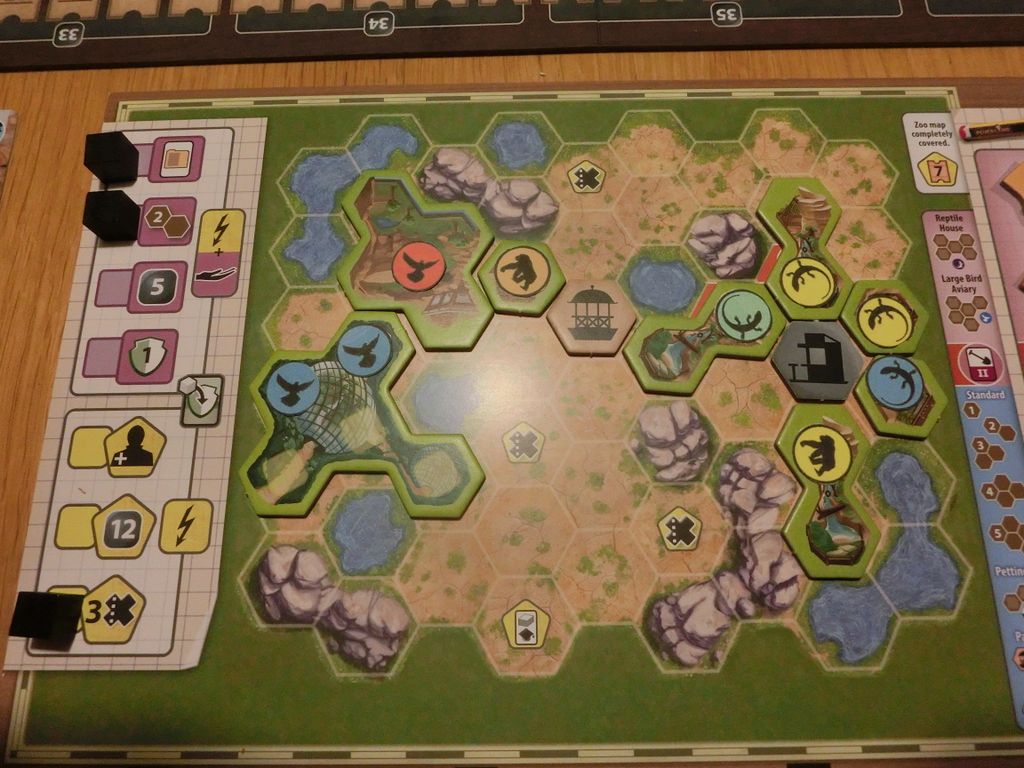 33
34
35
Zoo map
completely
covered.
7
2
5
1
+
+
12
3
Reptile
House
Large Bird
Aviary
II
Standard
1
2
3
4
5